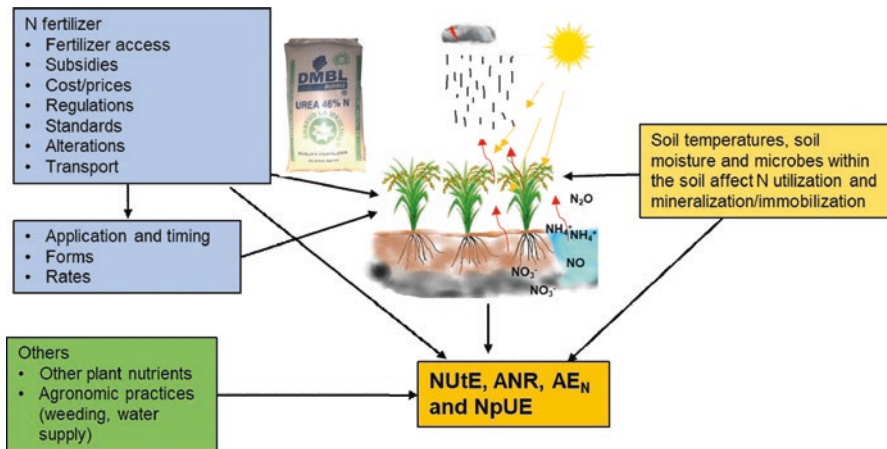 N fertilizer
• Fertilizer access
• Subsidies
• Cost/prices
• Regulations
• Standards
• Alterations
• Transport
• Application and timing
• Forms
• Rates
Others
• Other plant nutrients
• Agronomic practices
(weeding, water
supply)
DMBL
UREA 46% N
N₂O
NH₄⁺
NH₄⁺
NO
NO₃⁻
NO₃⁻
Soil temperatures, soil
moisture and microbes within
the soil affect N utilization and
mineralization/immobilization
NUtE, ANR, AE_N
and NpUE